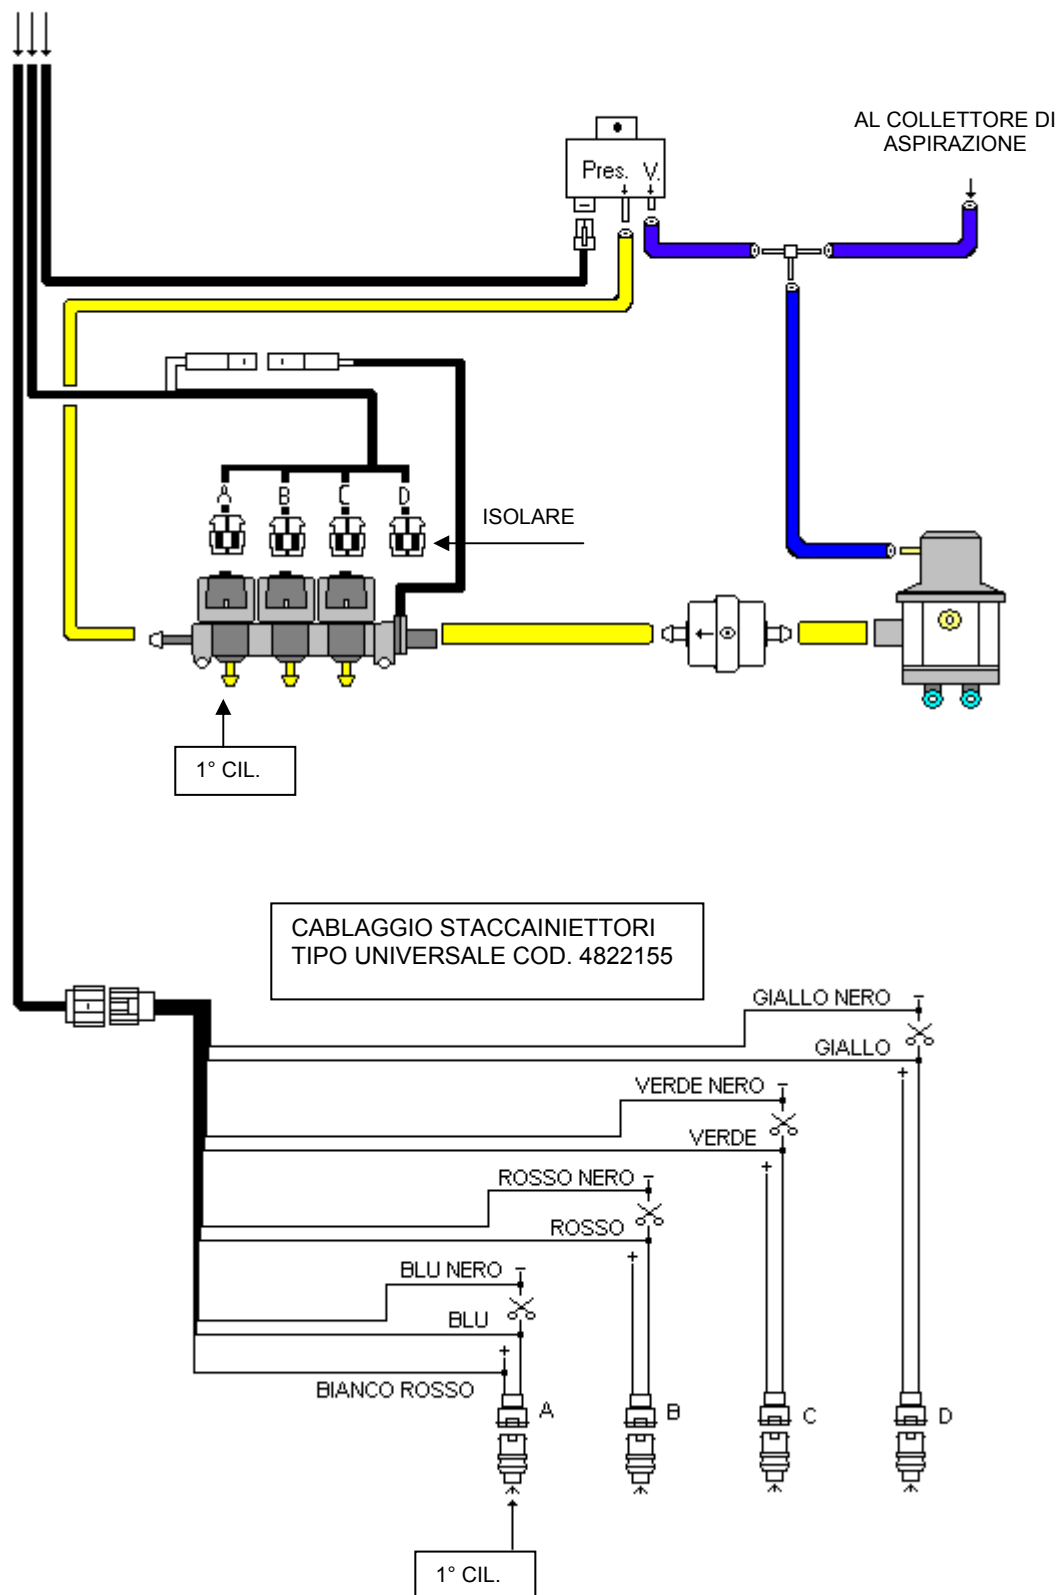 AL COLLETTORE DI
ASPIRAZIONE
Pres. V.
A B C D
ISOLARE
1° CIL.
CABLAGGIO STACCAINIETTORI
TIPO UNIVERSALE COD. 4822155
GIALLO NERO -
GIALLO
+
VERDE NERO -
VERDE
+
ROSSO NERO -
ROSSO
+
BLU NERO -
BLU
+
BIANCO ROSSO
A B C D
1° CIL.